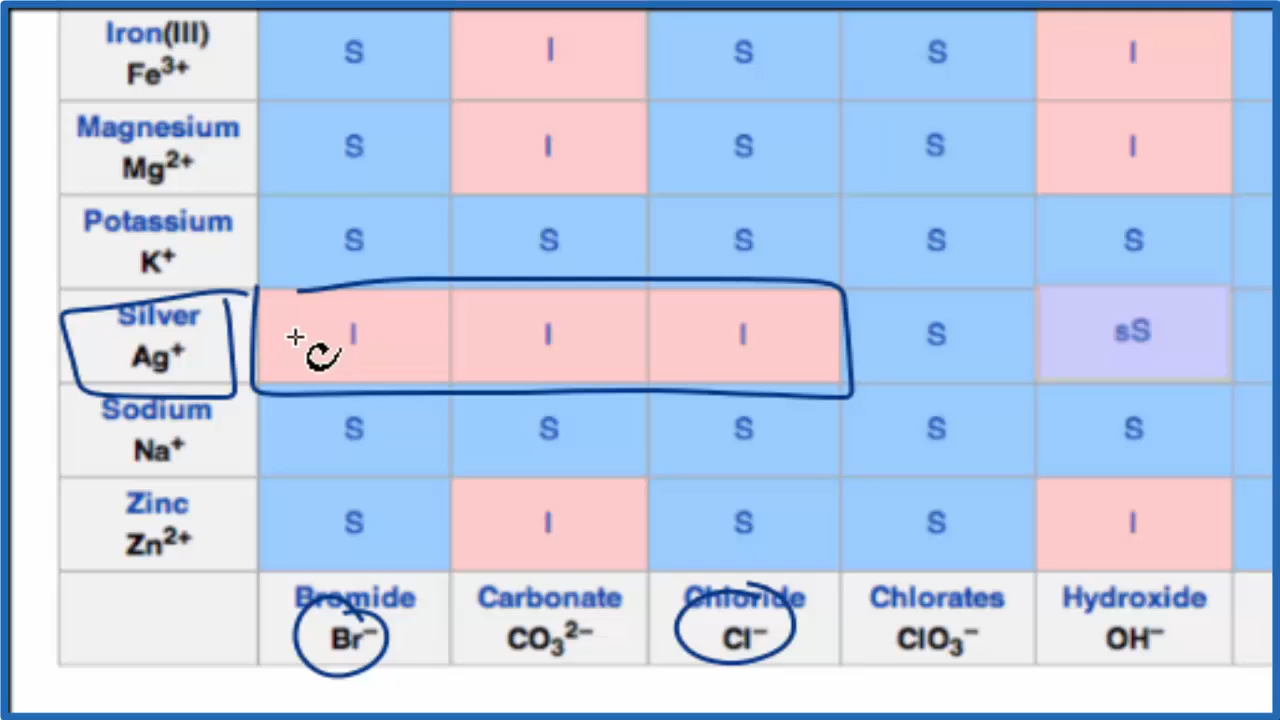 Iron(III)
Fe³⁺
S I S S I
Magnesium
Mg²⁺
S I S S I
Potassium
K⁺
S S S S S
Silver
Ag⁺
I I I S sS
Sodium
Na⁺
S S S S S
Zinc
Zn²⁺
S I S S I
Bromide Carbonate Chloride Chlorates Hydroxide
Br⁻ CO₃²⁻ Cl⁻ ClO₃⁻ OH⁻